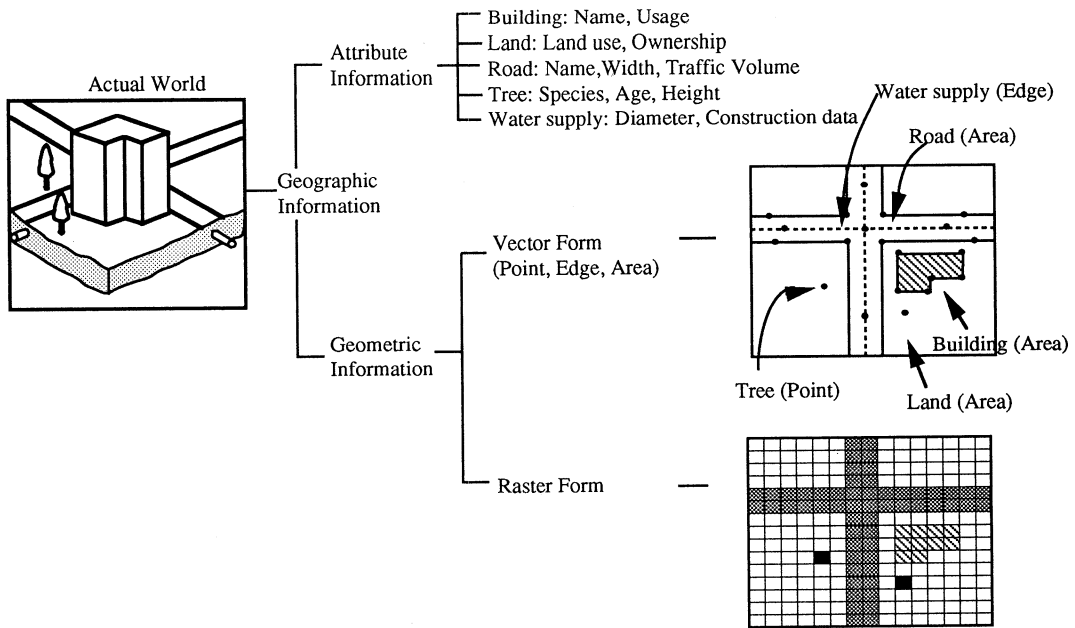 Actual World
Geographic
Information
Attribute
Information
Building: Name, Usage
Land: Land use, Ownership
Road: Name,Width, Traffic Volume
Tree: Species, Age, Height
Water supply: Diameter, Construction data
Geometric
Information
Vector Form
(Point, Edge, Area)
Water supply (Edge)
Road (Area)
Building (Area)
Tree (Point)
Land (Area)
Raster Form